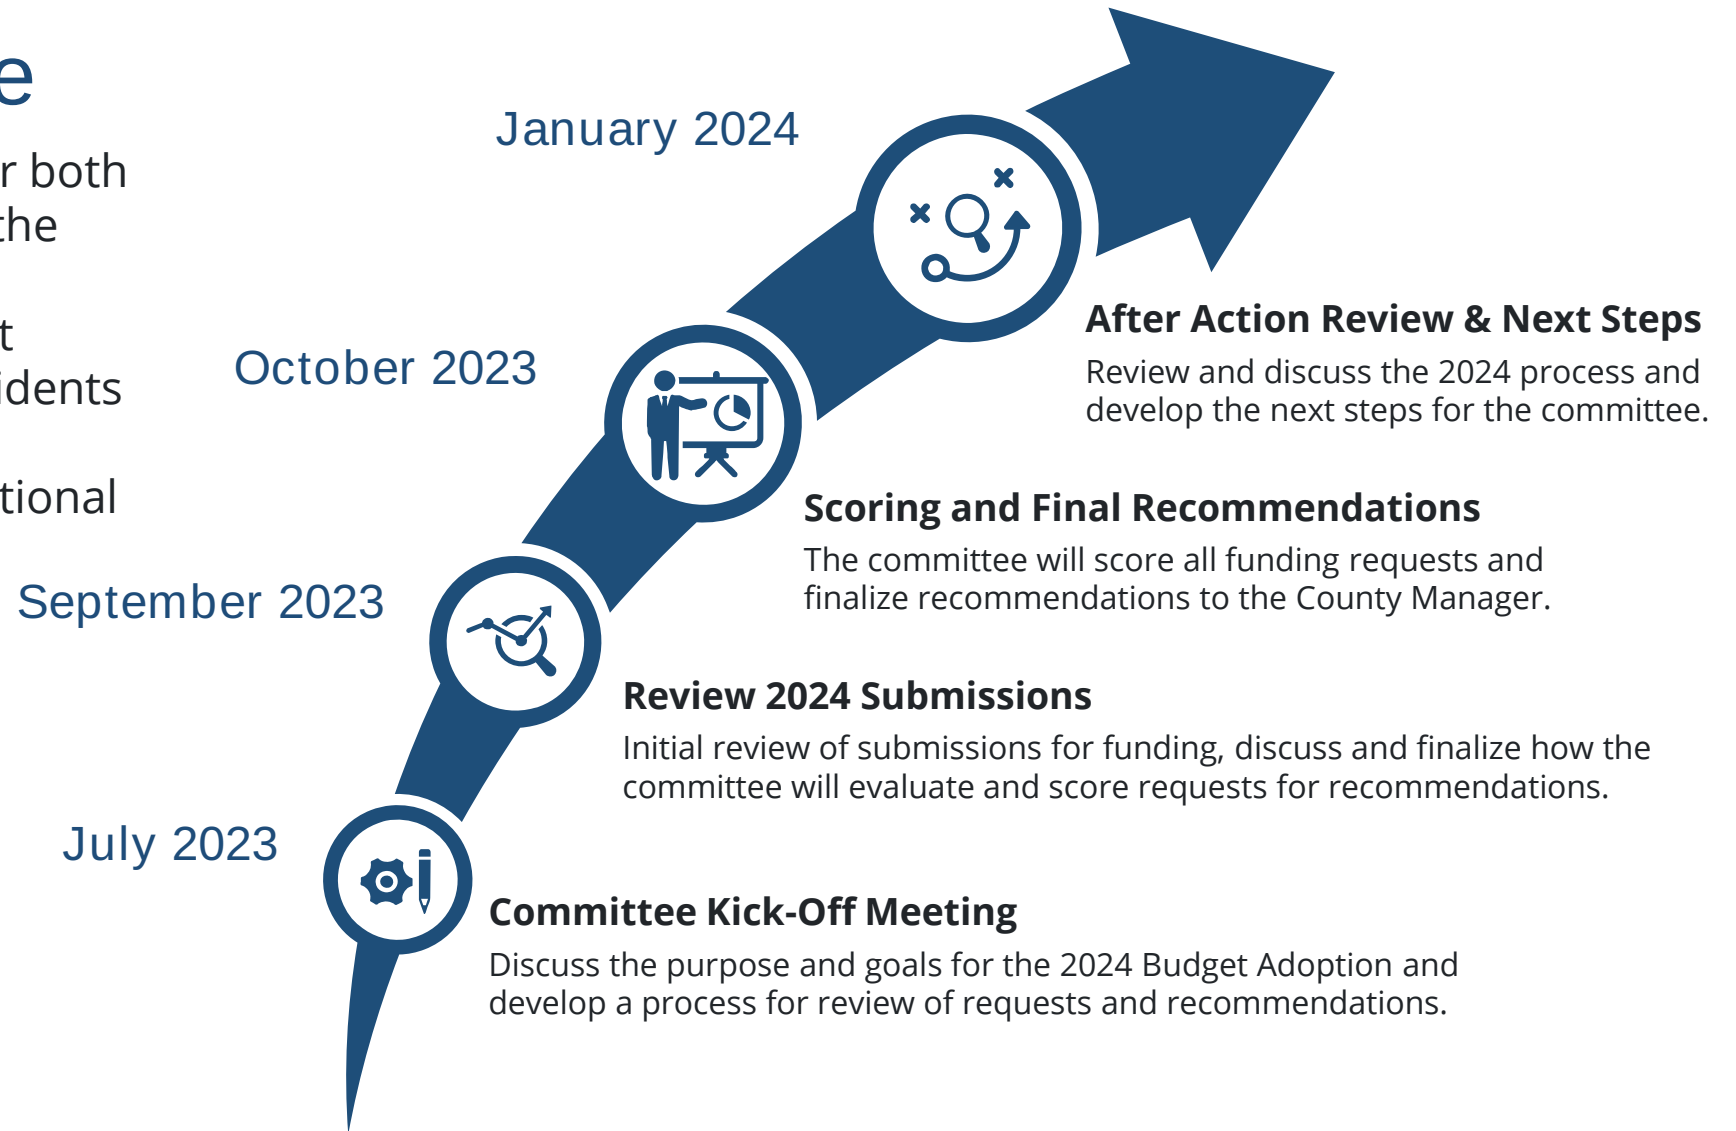 e
r both
the
t
idents
tional
January 2024
After Action Review & Next Steps
Review and discuss the 2024 process and
develop the next steps for the committee.
October 2023
Scoring and Final Recommendations
The committee will score all funding requests and
finalize recommendations to the County Manager.
September 2023
Review 2024 Submissions
Initial review of submissions for funding, discuss and finalize how the
committee will evaluate and score requests for recommendations.
July 2023
Committee Kick-Off Meeting
Discuss the purpose and goals for the 2024 Budget Adoption and
develop a process for review of requests and recommendations.